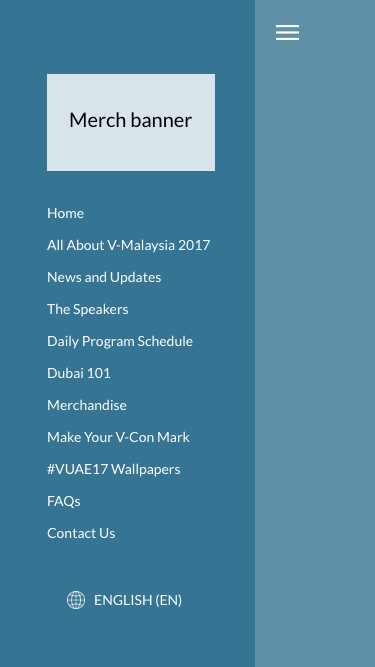 Merch banner
Home
All About V-Malaysia 2017
News and Updates
The Speakers
Daily Program Schedule
Dubai 101
Merchandise
Make Your V-Con Mark
#VUAE17 Wallpapers
FAQs
Contact Us
ENGLISH (EN)